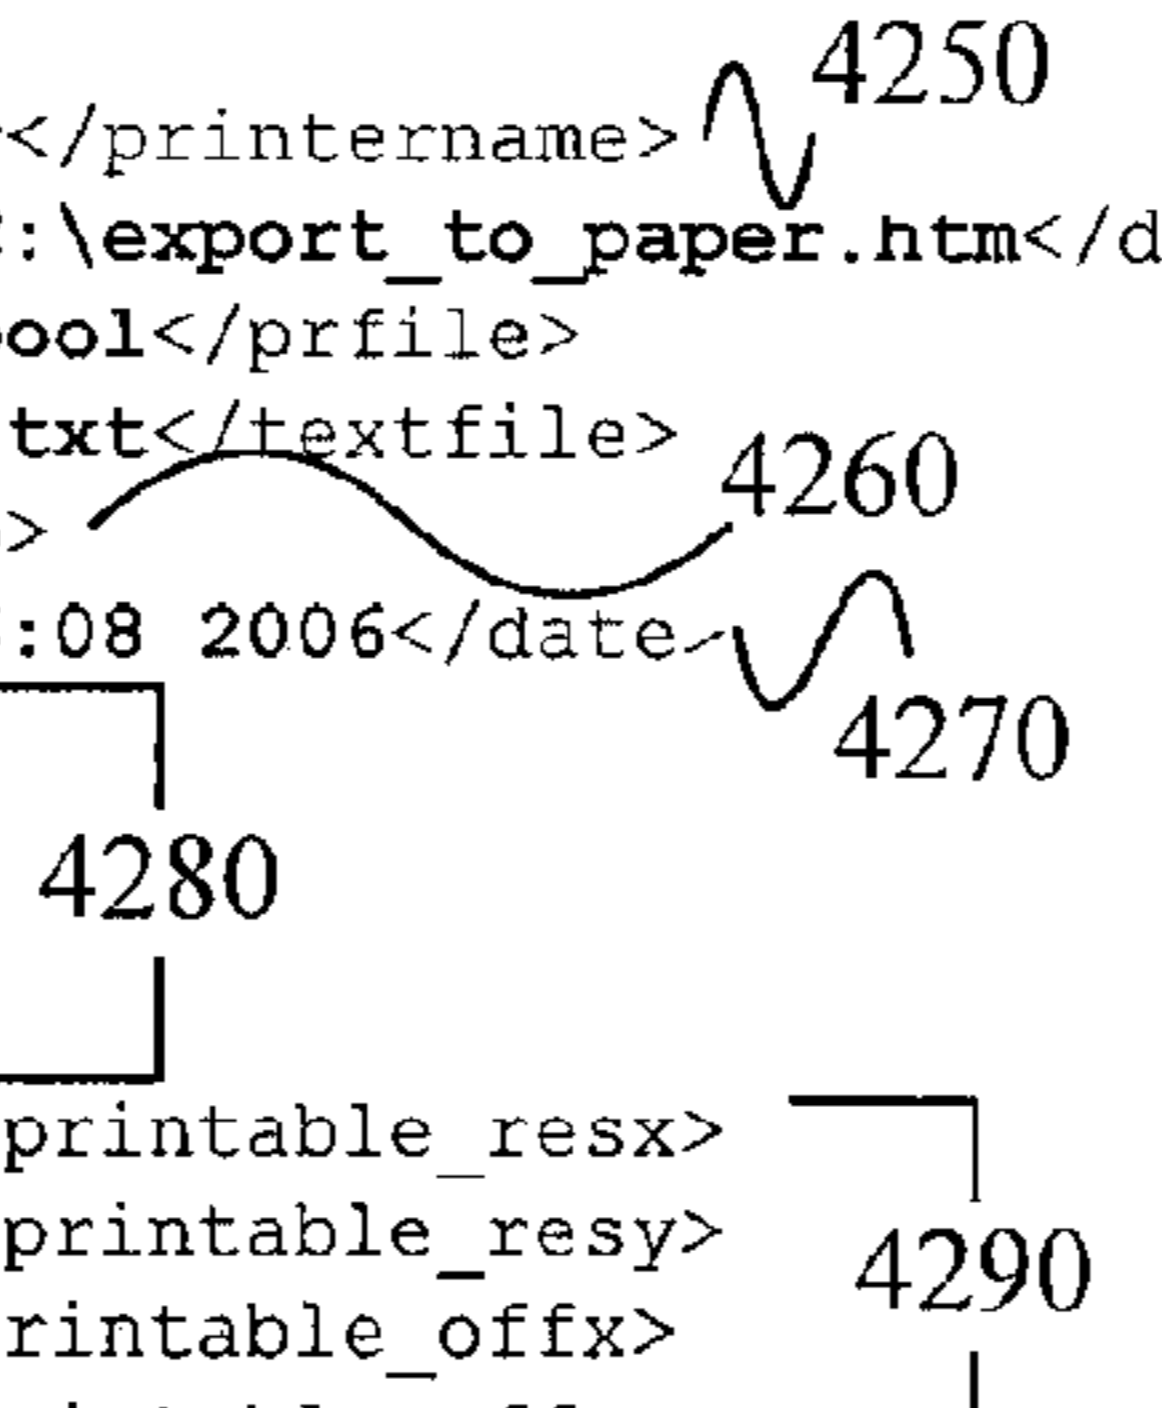 4250
</printername>
:\export_to_paper.htm</d
ool</prfile>
txt</textfile>
4260
>
:08 2006</date
4270
4280
printable_resx>
printable_resy>
4290
rintable_offx>